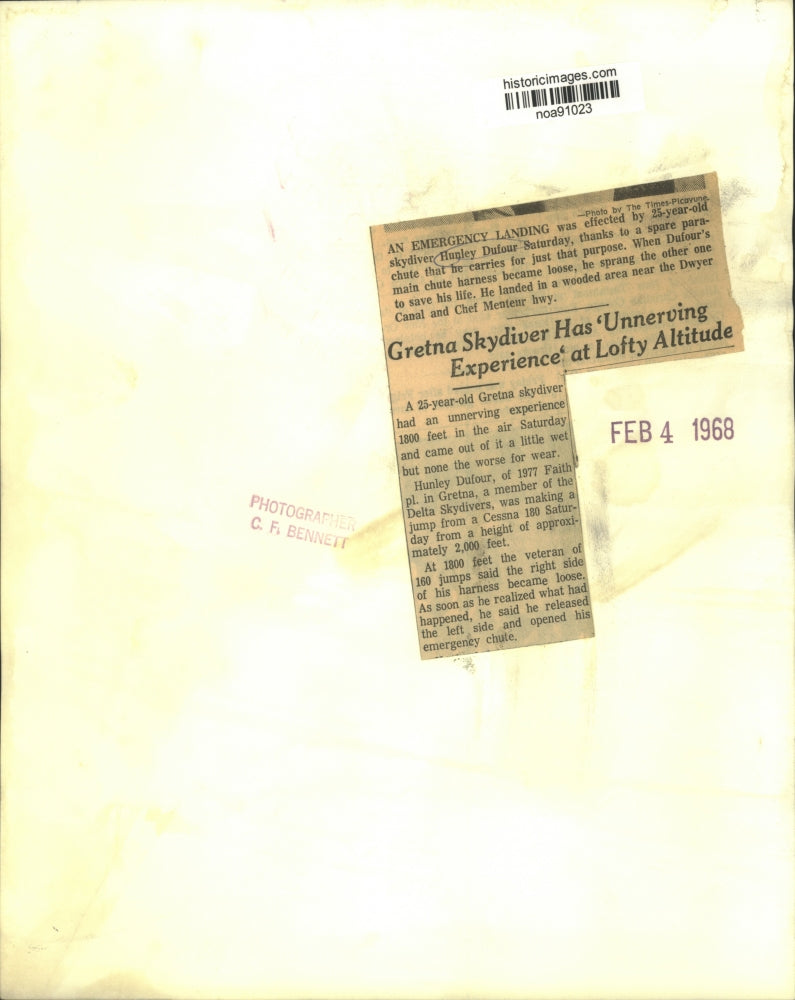 historicimages.com
noa91023
—Photo by The Times-Picayune.
AN EMERGENCY LANDING was effected by 25-year-old
skydiver Hunley Dufour Saturday, thanks to a spare para-
chute that he carries for just that purpose. When Dufour's
main chute harness became loose, he sprang the other one
to save his life. He landed in a wooded area near the Dwyer
Canal and Chef Menteur hwy.
Gretna Skydiver Has 'Unnerving
Experience' at Lofty Altitude
A 25-year-old Gretna skydiver
had an unnerving experience
1800 feet in the air Saturday
and came out of it a little wet
but none the worse for wear.
Hunley Dufour, of 1977 Faith
pl. in Gretna, a member of the
Delta Skydivers, was making a
jump from a Cessna 180 Satur-
day from a height of approxi-
mately 2,000 feet.
At 1800 feet the veteran of
160 jumps said the right side
of his harness became loose.
As soon as he realized what had
happened, he said he released
the left side and opened his
emergency chute.
FEB 4 1968
PHOTOGRAPHER
C. F. BENNETT